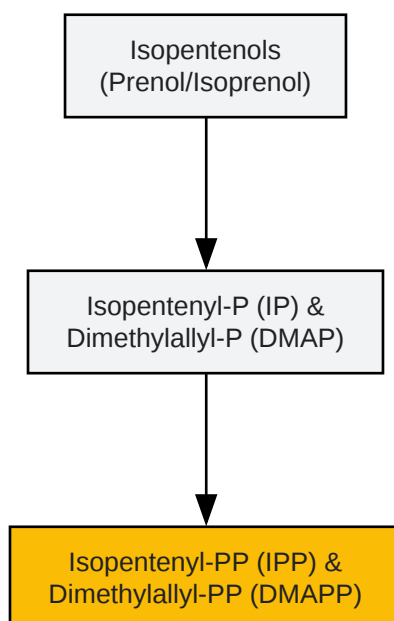 Isopentenols
(Prenol/Isoprenol)
Isopentenyl-P (IP) &
Dimethylallyl-P (DMAP)
Isopentenyl-PP (IPP) &
Dimethylallyl-PP (DMAPP)